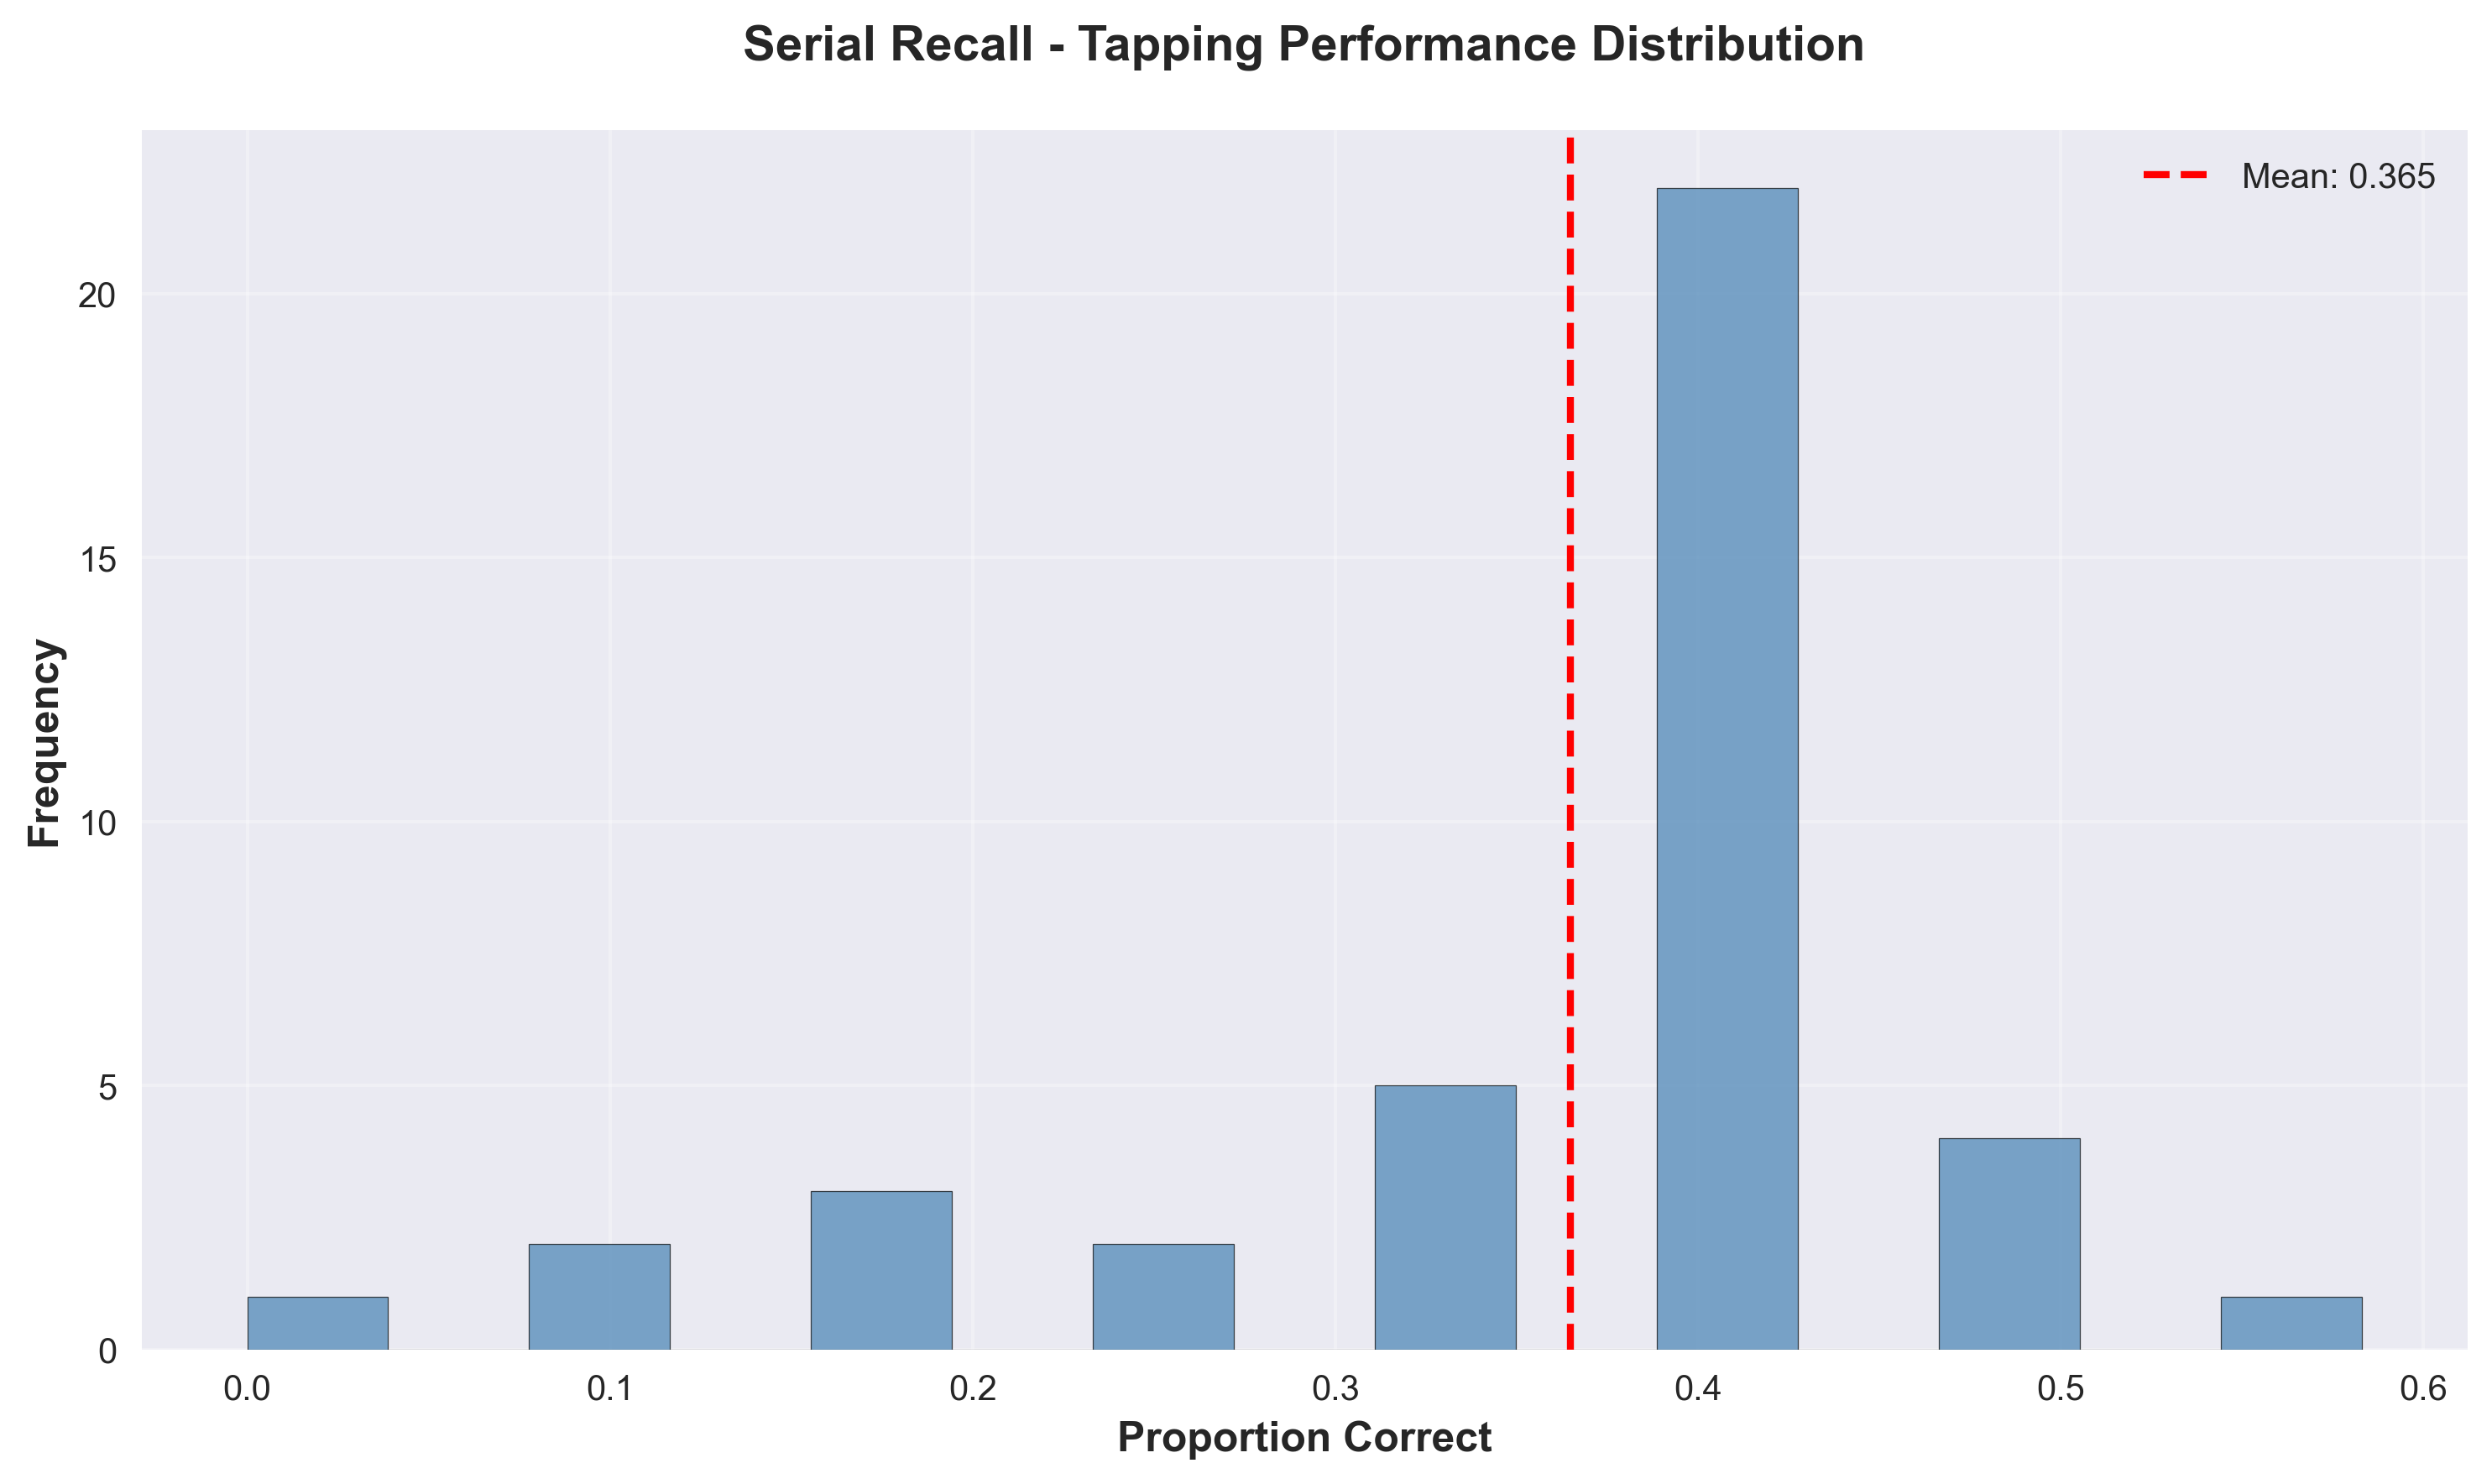 Serial Recall - Tapping Performance Distribution
Mean: 0.365
Frequency
20
15
10
5
0
0.0 0.1 0.2 0.3 0.4 0.5 0.6
Proportion Correct